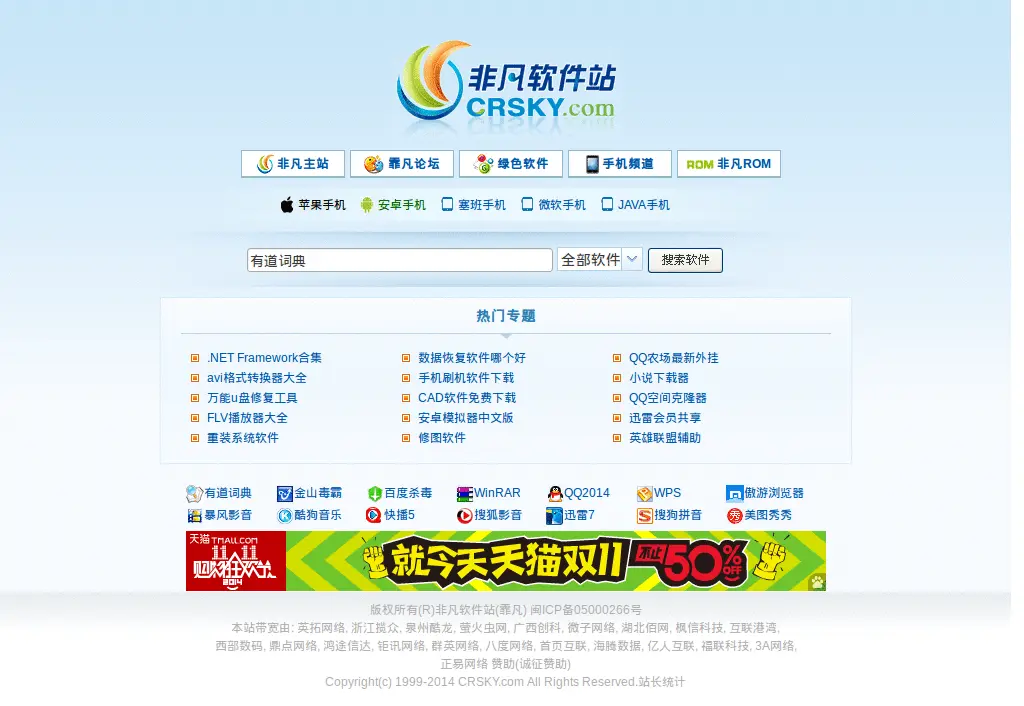 非凡软件站
CRSKY.com
非凡主站 霏凡论坛 绿色软件 手机频道 ROM 非凡ROM
苹果手机 安卓手机 塞班手机 微软手机 JAVA手机
有道词典 全部软件 搜索软件
热门专题
.NET Framework合集 数据恢复软件哪个好 QQ农场最新外挂
avi格式转换器大全 手机刷机软件下载 小说下载器
万能u盘修复工具 CAD软件免费下载 QQ空间克隆器
FLV播放器大全 安卓模拟器中文版 迅雷会员共享
重装系统软件 修图软件 英雄联盟辅助
有道词典 金山毒霸 百度杀毒 WinRAR QQ2014 WPS 傲游浏览器
暴风影音 酷狗音乐 快播5 搜狐影音 迅雷7 搜狗拼音 美图秀秀
天猫 TMALL.COM
11.11
购物狂欢节
2014
就今天天猫双11 不止50%OFF
版权所有(R)非凡软件站(霏凡) 闽ICP备05000266号
本站带宽由: 英拓网络, 浙江揽众, 泉州酷龙, 萤火虫网, 广西创科, 微子网络, 湖北佰网, 枫信科技, 互联港湾,
西部数码, 鼎点网络, 鸿途信达, 钜讯网络, 群英网络, 八度网络, 首页互联, 海腾数据, 亿人互联, 福联科技, 3A网络,
正易网络 赞助(诚征赞助)
Copyright(c) 1999-2014 CRSKY.com All Rights Reserved.站长统计